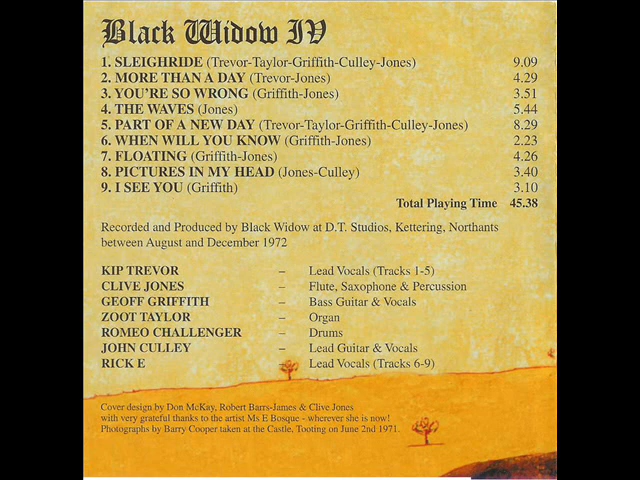 Black Widow IV
1. SLEIGHRIDE (Trevor-Taylor-Griffith-Culley-Jones) 9.09
2. MORE THAN A DAY (Trevor-Jones) 4.29
3. YOU'RE SO WRONG (Griffith-Jones) 3.51
4. THE WAVES (Jones) 5.44
5. PART OF A NEW DAY (Trevor-Taylor-Griffith-Culley-Jones) 8.29
6. WHEN WILL YOU KNOW (Griffith-Jones) 2.23
7. FLOATING (Griffith-Jones) 4.26
8. PICTURES IN MY HEAD (Jones-Culley) 3.40
9. I SEE YOU (Griffith) 3.10
Total Playing Time 45.38
Recorded and Produced by Black Widow at D.T. Studios, Kettering, Northants
between August and December 1972
KIP TREVOR – Lead Vocals (Tracks 1-5)
CLIVE JONES – Flute, Saxophone & Percussion
GEOFF GRIFFITH – Bass Guitar & Vocals
ZOOT TAYLOR – Organ
ROMEO CHALLENGER – Drums
JOHN CULLEY – Lead Guitar & Vocals
RICK E – Lead Vocals (Tracks 6-9)
Cover design by Don McKay, Robert Barrs-James & Clive Jones
with very grateful thanks to the artist Ms E Bosque - wherever she is now!
Photographs by Barry Cooper taken at the Castle. Tooting on June 2nd 1971.